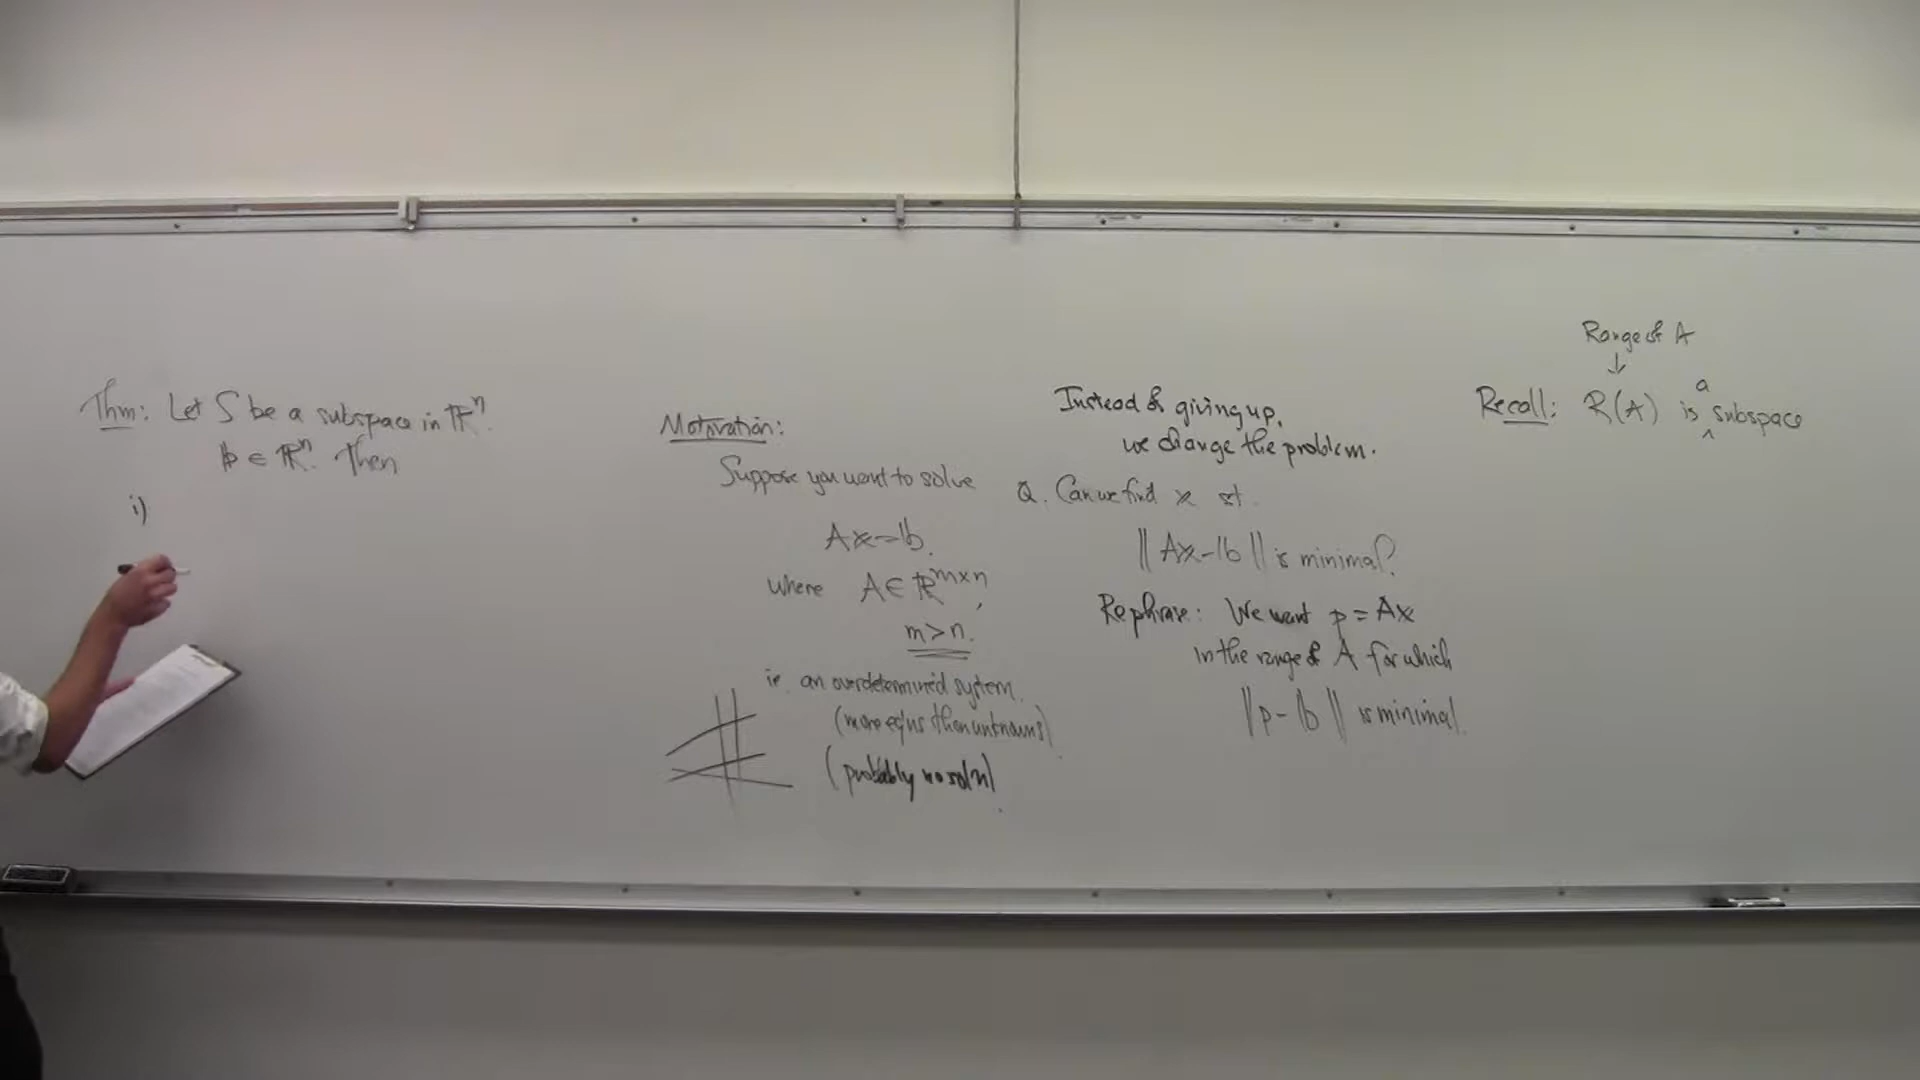 Thm: Let S be a subspace in ℝⁿ.
b ∈ ℝⁿ. Then
i)
Motivation:
Suppose you want to solve
Ax=b.
where A∈ ℝᵐˣⁿ,
m>n.
ie. an overdetermined system.
(more eqns then unknowns)
(probably no soln)
Instead of giving up,
we change the problem.
Q. Can we find x st.
|| Ax-b || is minimal?
Rephrase: We want p = Ax
in the range of A for which
||p - b || is minimal.
Range of A
↓
Recall: R(A) is a subspace